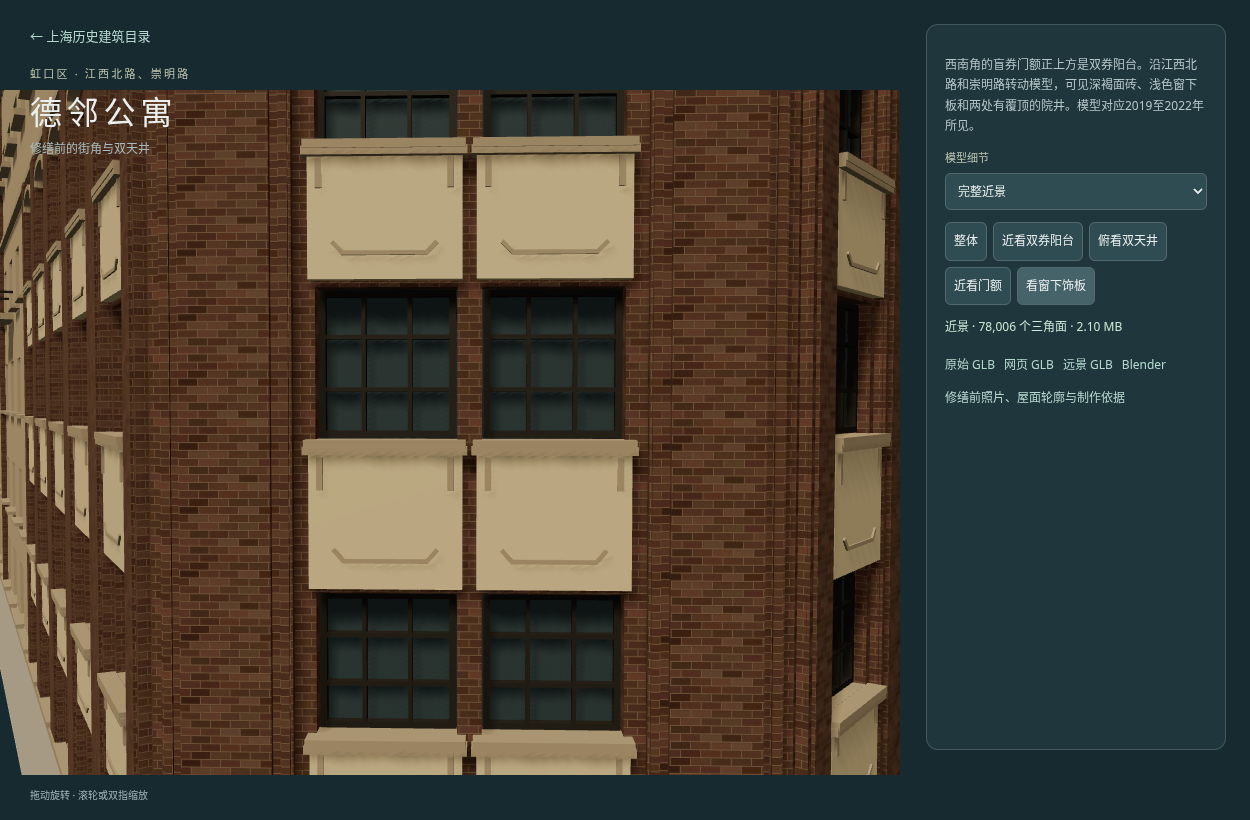 ← 上海历史建筑目录
虹口区 · 江西北路、崇明路
德邻公寓
修缮前的街角与双天井
拖动旋转 · 滚轮或双指缩放
西南角的盲券门额正上方是双券阳台。沿江西北
路和崇明路转动模型，可见深褐面砖、浅色窗下
板和两处有覆顶的院井。模型对应2019至2022年
所见。
模型细节
完整近景
整体 近看双券阳台 俯看双天井
近看门额 看窗下饰板
近景 · 78,006 个三角面 · 2.10 MB
原始 GLB 网页 GLB 远景 GLB Blender
修缮前照片、屋面轮廓与制作依据